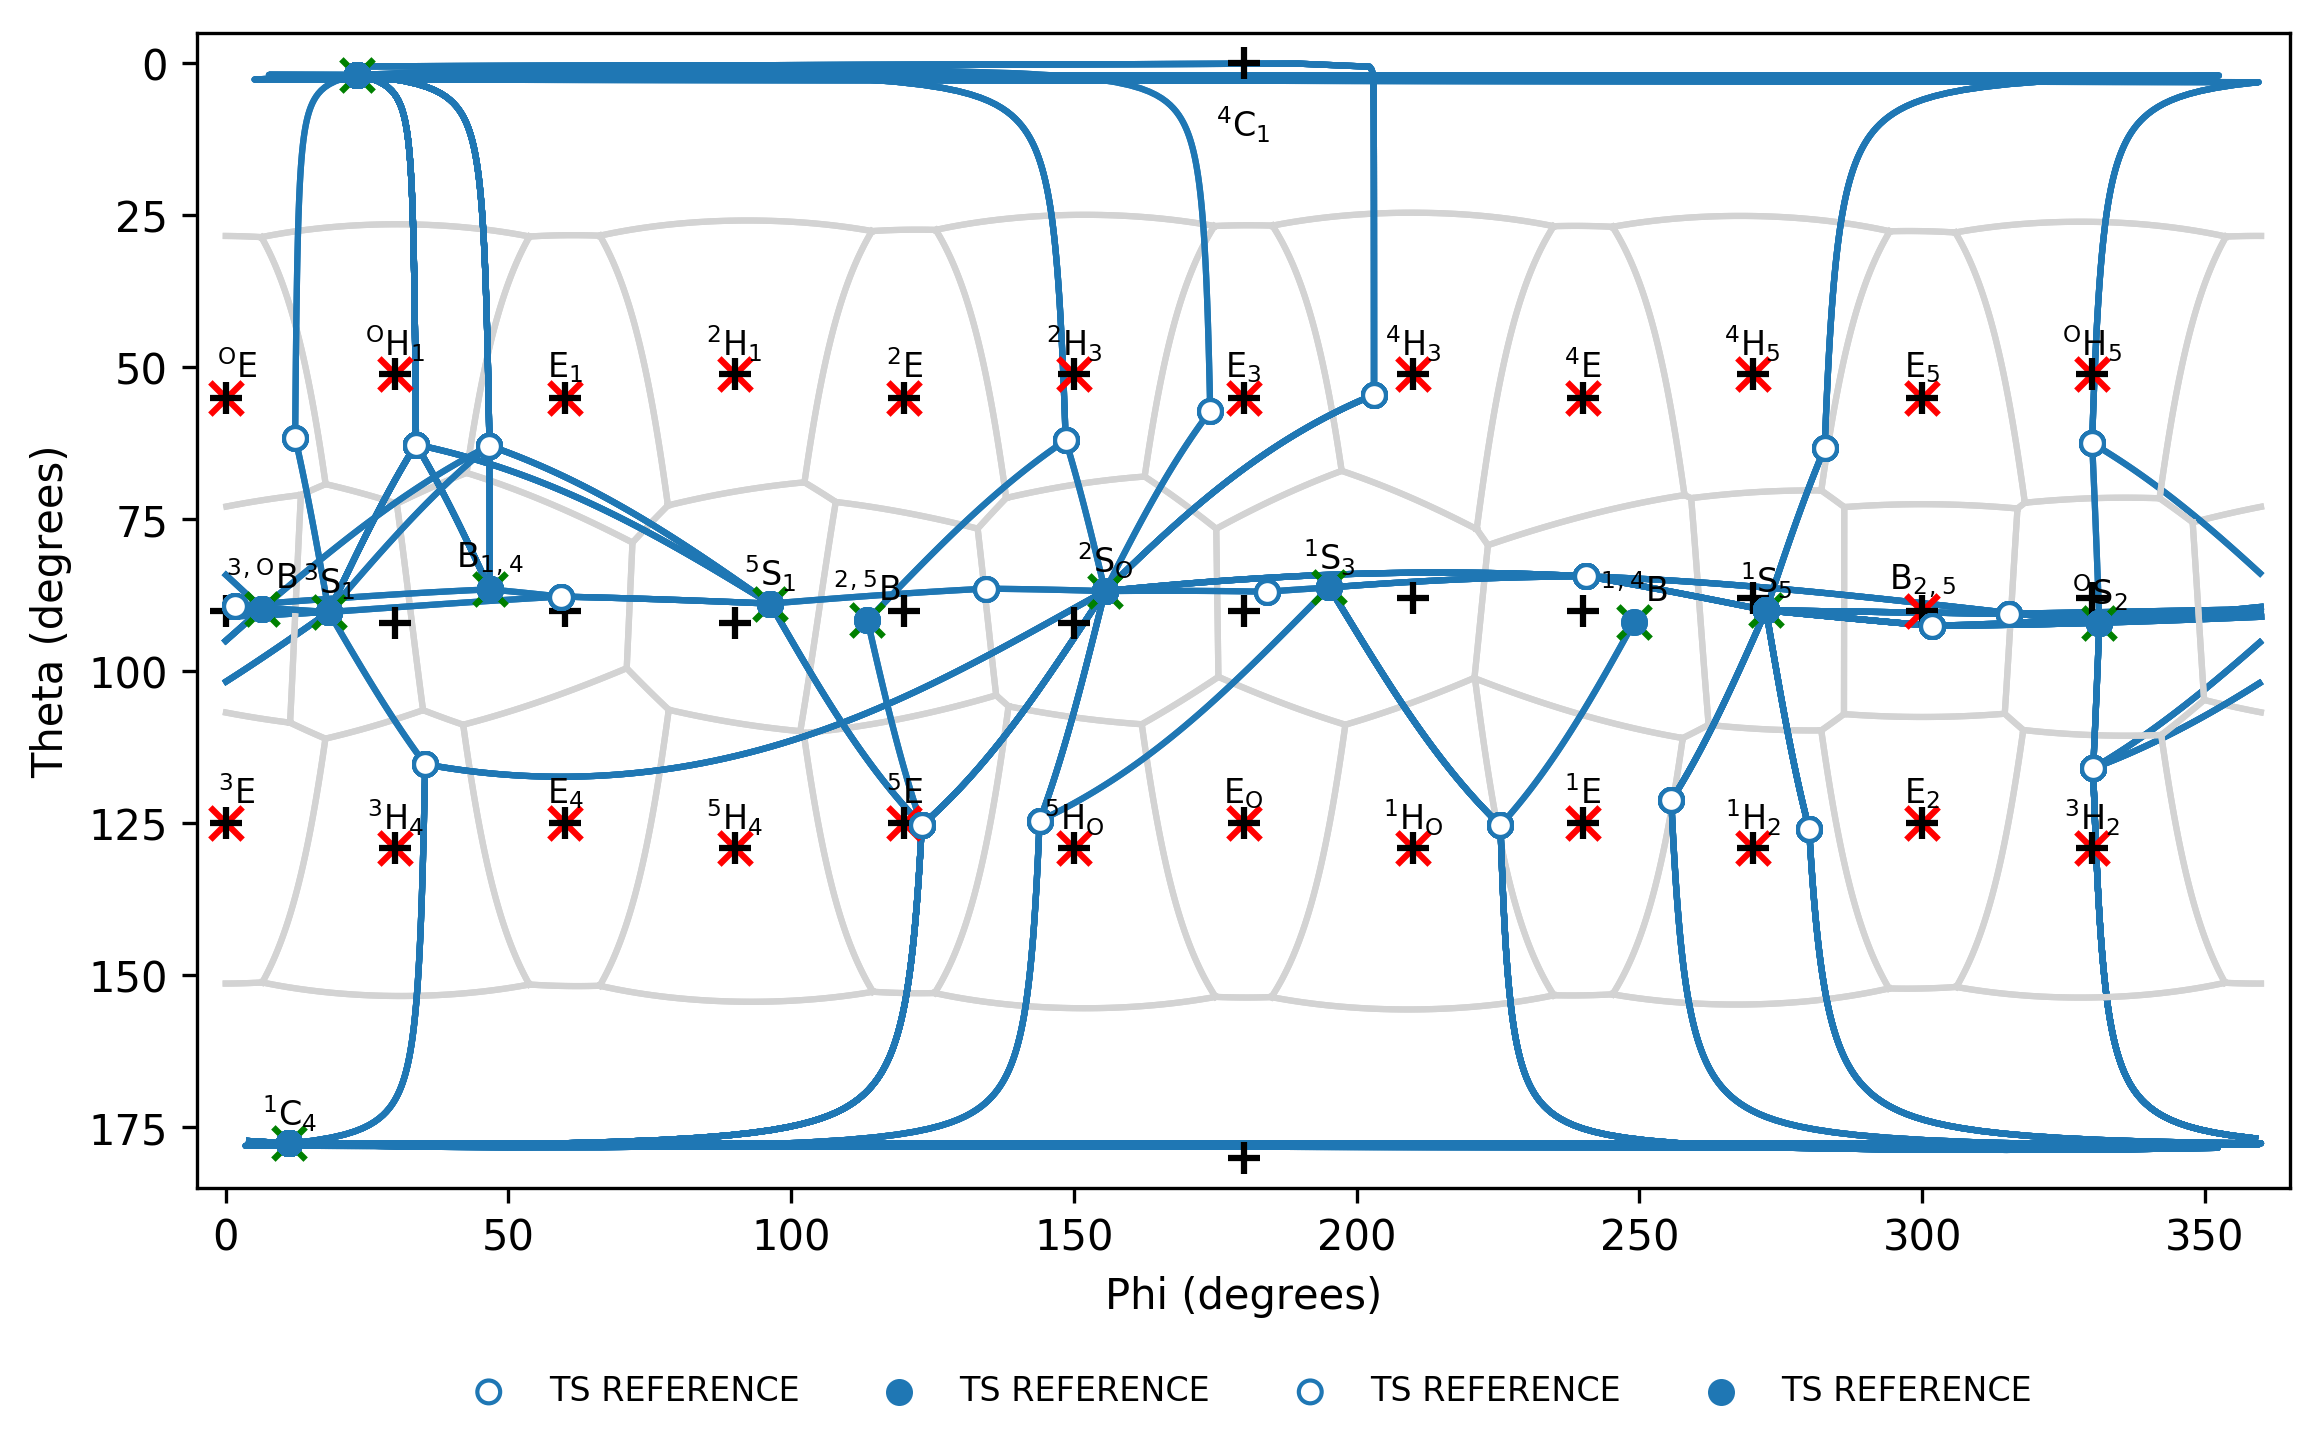 0
⁴C₁
25
ᴼH₁ ²H₁ ²H₃ ⁴H₃ ⁴H₅ ᴼH₅
50
ᴼE E₁ ²E E₃ ⁴E E₅
75
³,ᴼB ³S₁ B₁,₄ ⁵S₁ ²,⁵B ²Sₒ ¹S₃ ¹,⁴B ¹S₅ B₂,₅ ᴼS₂
100
³E E₄ ⁵E Eₒ ¹E E₂
125
³H₄ ⁵H₄ ⁵Hₒ ¹Hₒ ¹H₂ ³H₂
150
175
¹C₄
0 50 100 150 200 250 300 350
Theta (degrees)
Phi (degrees)
TS REFERENCE TS REFERENCE TS REFERENCE TS REFERENCE